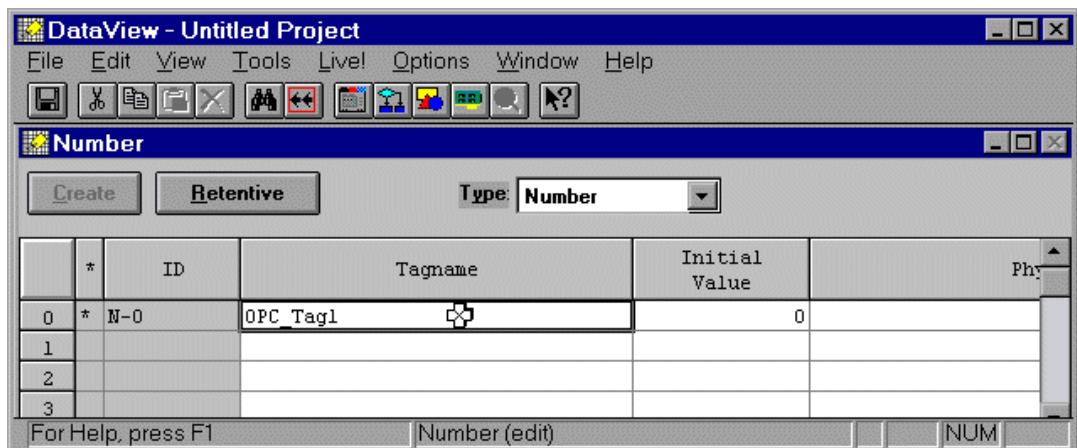 DataView - Untitled Project
File Edit View Tools Live! Options Window Help
Number
Create Retentive Type: Number
* ID Tagname Initial Value Phy
0 * N-0 OPC_Tag1 0
1
2
3
For Help, press F1 Number (edit) NUM